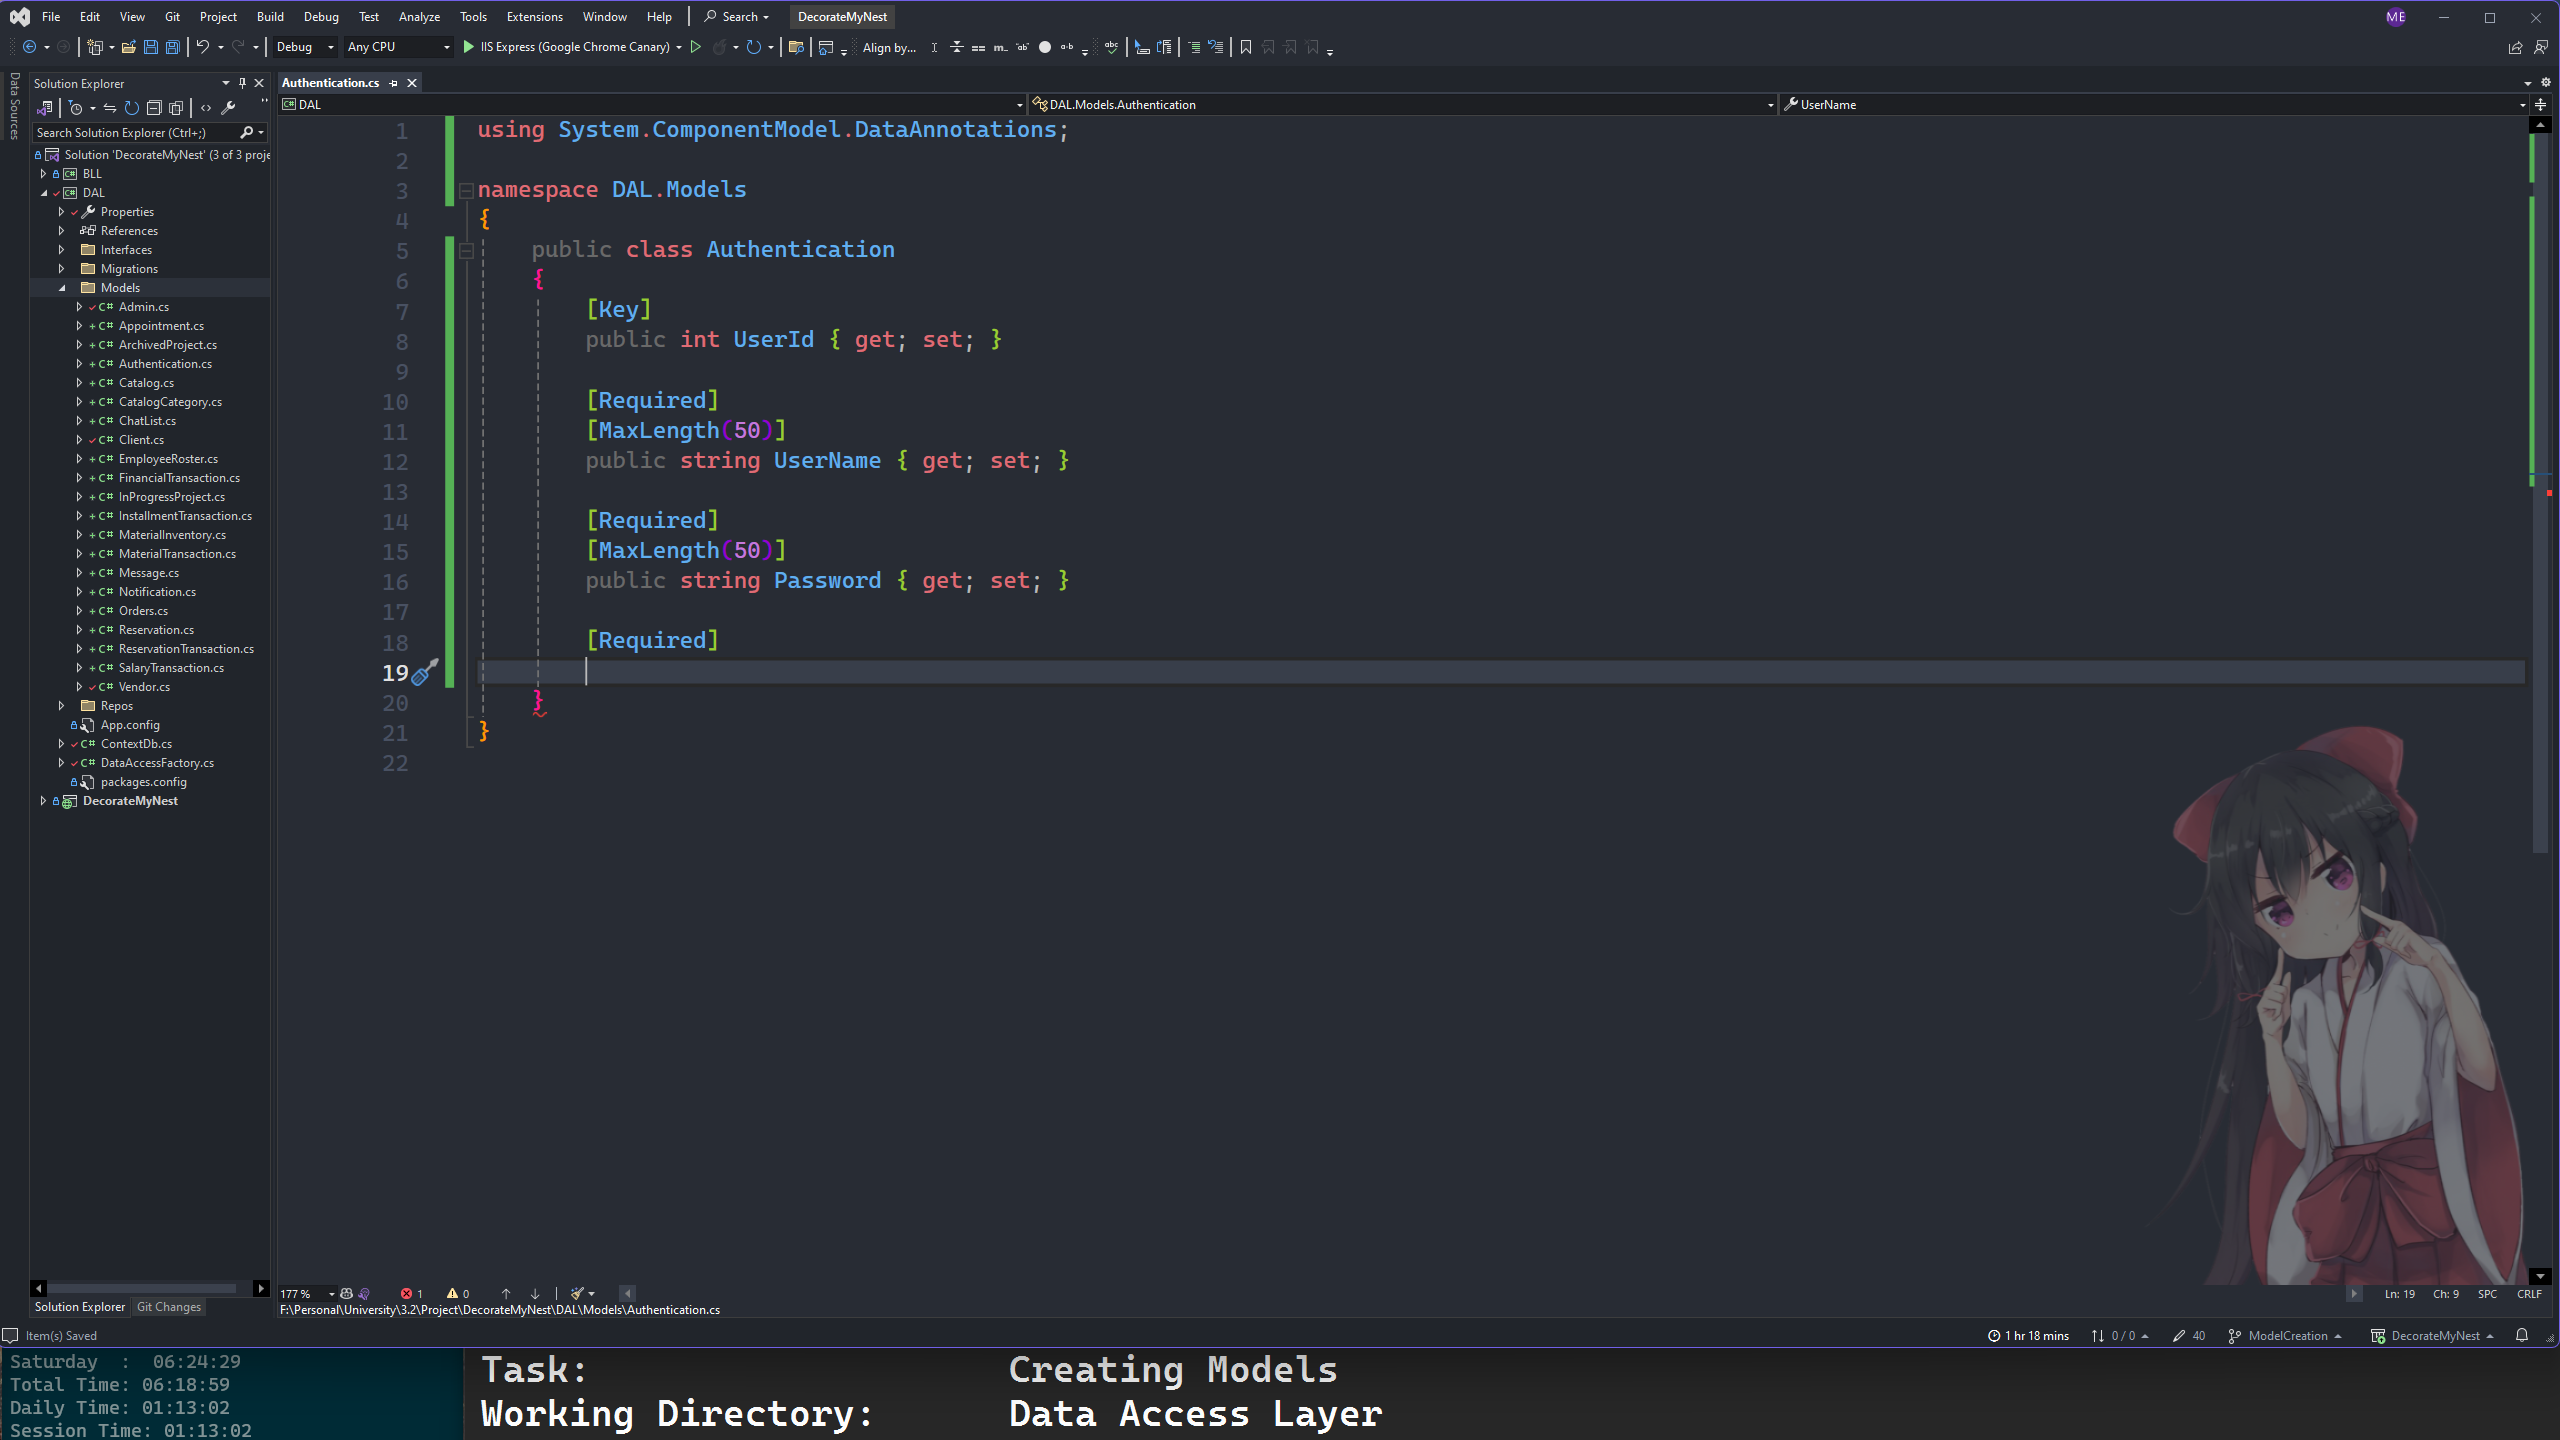 File Edit View Git Project Build Debug Test Analyze Tools Extensions Window Help Search DecorateMyNest ME
Debug Any CPU IIS Express (Google Chrome Canary) Align by...
Data Sources
Solution Explorer
Search Solution Explorer (Ctrl+;)
Solution 'DecorateMyNest' (3 of 3 proje
BLL
DAL
Properties
References
Interfaces
Migrations
Models
Admin.cs
Appointment.cs
ArchivedProject.cs
Authentication.cs
Catalog.cs
CatalogCategory.cs
ChatList.cs
Client.cs
EmployeeRoster.cs
FinancialTransaction.cs
InProgressProject.cs
InstallmentTransaction.cs
MaterialInventory.cs
MaterialTransaction.cs
Message.cs
Notification.cs
Orders.cs
Reservation.cs
ReservationTransaction.cs
SalaryTransaction.cs
Vendor.cs
Repos
App.config
ContextDb.cs
DataAccessFactory.cs
packages.config
DecorateMyNest
Solution Explorer Git Changes
Authentication.cs
DAL DAL.Models.Authentication UserName
1 using System.ComponentModel.DataAnnotations;
2
3 namespace DAL.Models
4 {
5 public class Authentication
6 {
7 [Key]
8 public int UserId { get; set; }
9
10 [Required]
11 [MaxLength(50)]
12 public string UserName { get; set; }
13
14 [Required]
15 [MaxLength(50)]
16 public string Password { get; set; }
17
18 [Required]
19
20 }
21 }
22
177 % 1 0 Ln: 19 Ch: 9 SPC CRLF
F:\Personal\University\3.2\Project\DecorateMyNest\DAL\Models\Authentication.cs
Item(s) Saved 1 hr 18 mins 0 / 0 40 ModelCreation DecorateMyNest
Saturday : 06:24:29
Total Time: 06:18:59
Daily Time: 01:13:02
Session Time: 01:13:02
Task: Creating Models
Working Directory: Data Access Layer